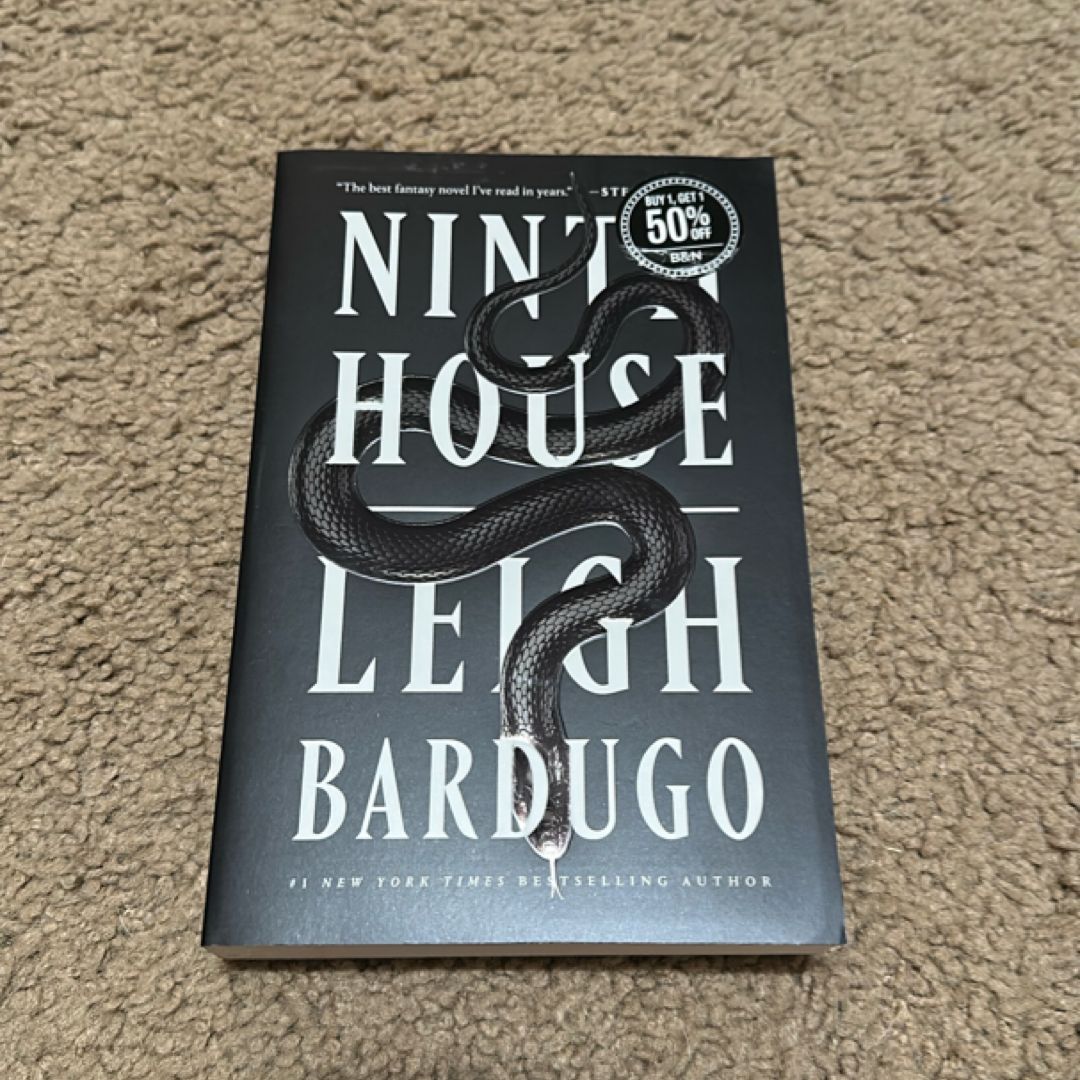 "The best fantasy novel I've read in years." —STE
BUY 1, GET 1
50%
OFF
B&N
NINTH
HOUSE
LEIGH
BARDUGO
#1 NEW YORK TIMES BESTSELLING AUTHOR